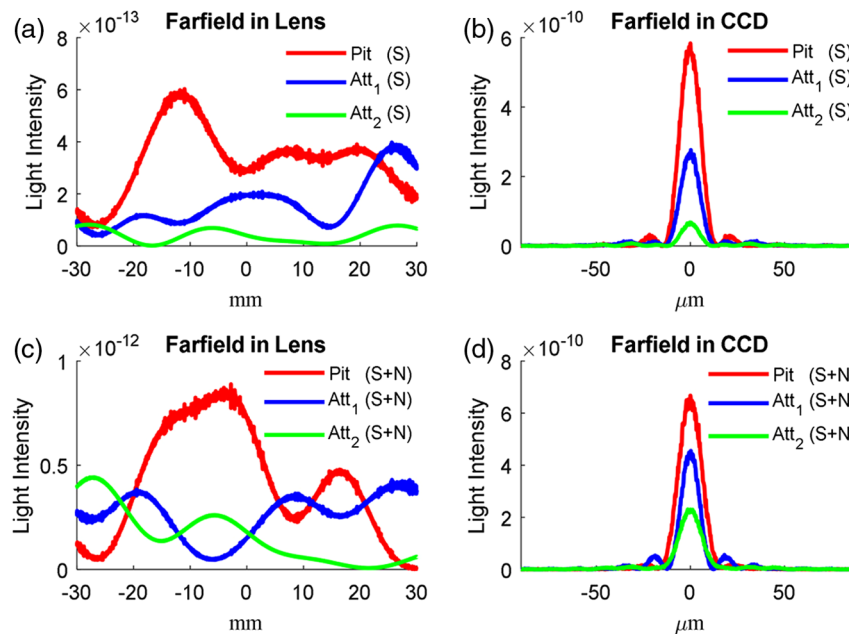 (a)
×10⁻¹³
Farfield in Lens
8
6
4
2
0
Light Intensity
Pit (S)
Att₁ (S)
Att₂ (S)
-30 -20 -10 0 10 20 30
mm
(b)
×10⁻¹⁰
Farfield in CCD
6
4
2
0
Light Intensity
Pit (S)
Att₁ (S)
Att₂ (S)
-50 0 50
μm
(c)
×10⁻¹²
Farfield in Lens
1
0.5
0
Light Intensity
Pit (S+N)
Att₁ (S+N)
Att₂ (S+N)
-30 -20 -10 0 10 20 30
mm
(d)
×10⁻¹⁰
Farfield in CCD
8
6
4
2
0
Light Intensity
Pit (S+N
Att₁ (S+N
Att₂ (S+N
-50 0 50
μm